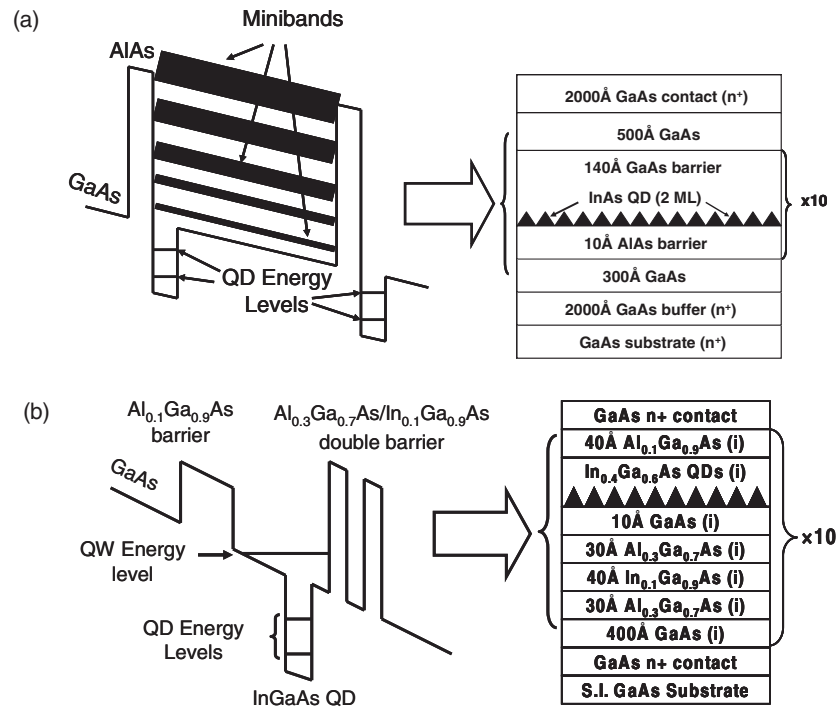 (a)
Minibands
AlAs
GaAs
QD Energy
Levels
2000Å GaAs contact (n⁺)
500Å GaAs
140Å GaAs barrier
InAs QD (2 ML)
10Å AlAs barrier
300Å GaAs
2000Å GaAs buffer (n⁺)
GaAs substrate (n⁺)
x10
(b)
Al₀.₁Ga₀.₉As
barrier
Al₀.₃Ga₀.₇As/In₀.₁Ga₀.₉As
double barrier
GaAs
QW Energy
level
QD Energy
Levels
InGaAs QD
GaAs n+ contact
40Å Al₀.₁Ga₀.₉As (i)
In₀.₄Ga₀.₆As QDs (i)
10Å GaAs (i)
30Å Al₀.₃Ga₀.₇As (i)
40Å In₀.₁Ga₀.₉As (i)
30Å Al₀.₃Ga₀.₇As (i)
400Å GaAs (i)
GaAs n+ contact
S.I. GaAs Substrate
×10